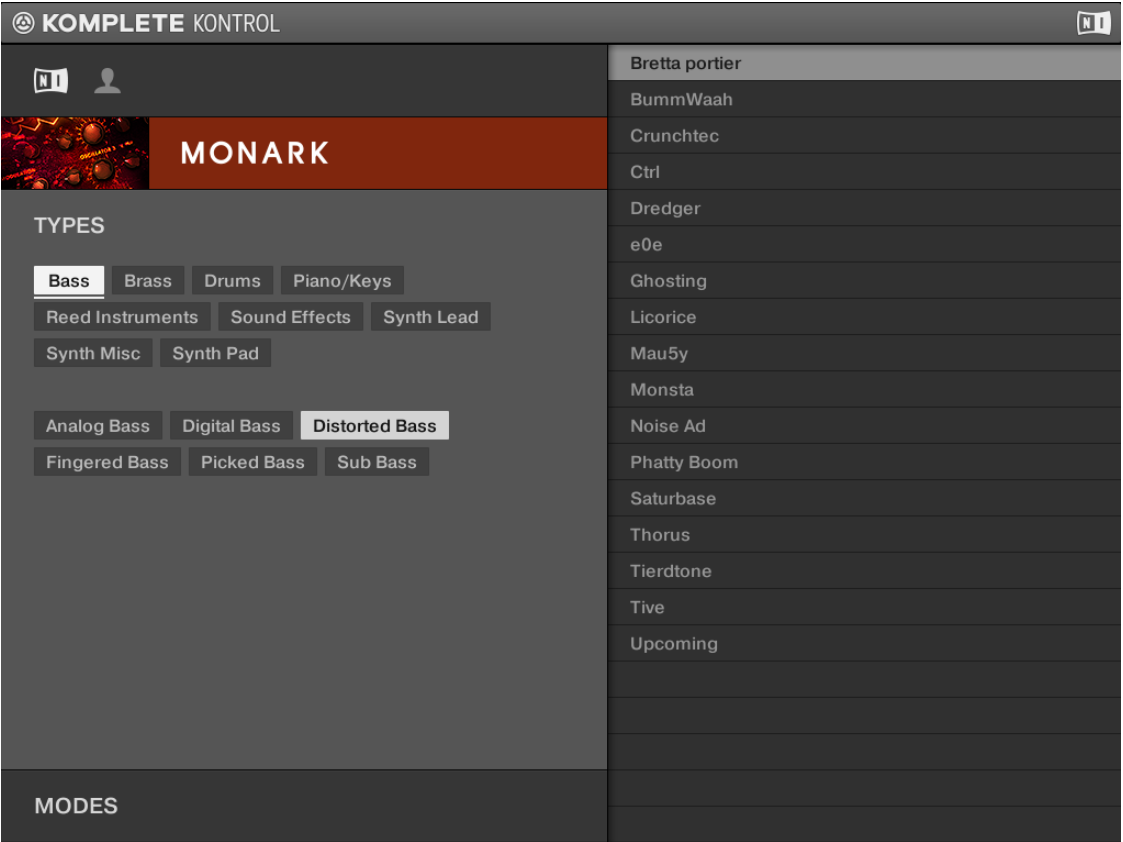 KOMPLETE KONTROL
NI
NI
MONARK
TYPES
Bass Brass Drums Piano/Keys
Reed Instruments Sound Effects Synth Lead
Synth Misc Synth Pad
Analog Bass Digital Bass Distorted Bass
Fingered Bass Picked Bass Sub Bass
MODES
Bretta portier
BummWaah
Crunchtec
Ctrl
Dredger
e0e
Ghosting
Licorice
Mau5y
Monsta
Noise Ad
Phatty Boom
Saturbase
Thorus
Tierdtone
Tive
Upcoming